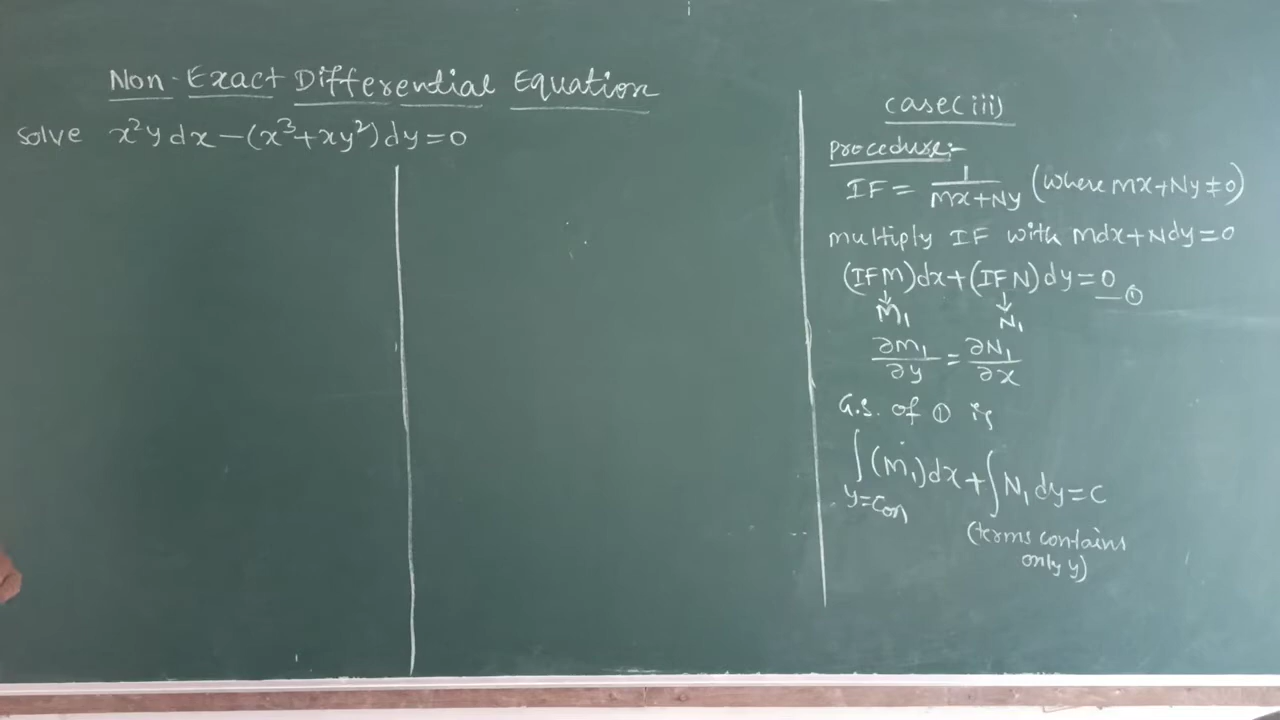 Non-Exact Differential Equation
Solve x²y dx − (x³+xy²) dy = 0
case(iii)
procedure:-
IF = 1/(Mx+Ny) (where Mx+Ny ≠ 0)
multiply IF with Mdx+Ndy=0
(IFM)dx+(IFN)dy=0 —①
↓ ↓
M₁ N₁
∂M₁/∂y = ∂N₁/∂x
G.S. of ① is
∫(M₁)dx + ∫N₁dy = C
y=con
(terms contains
only y)